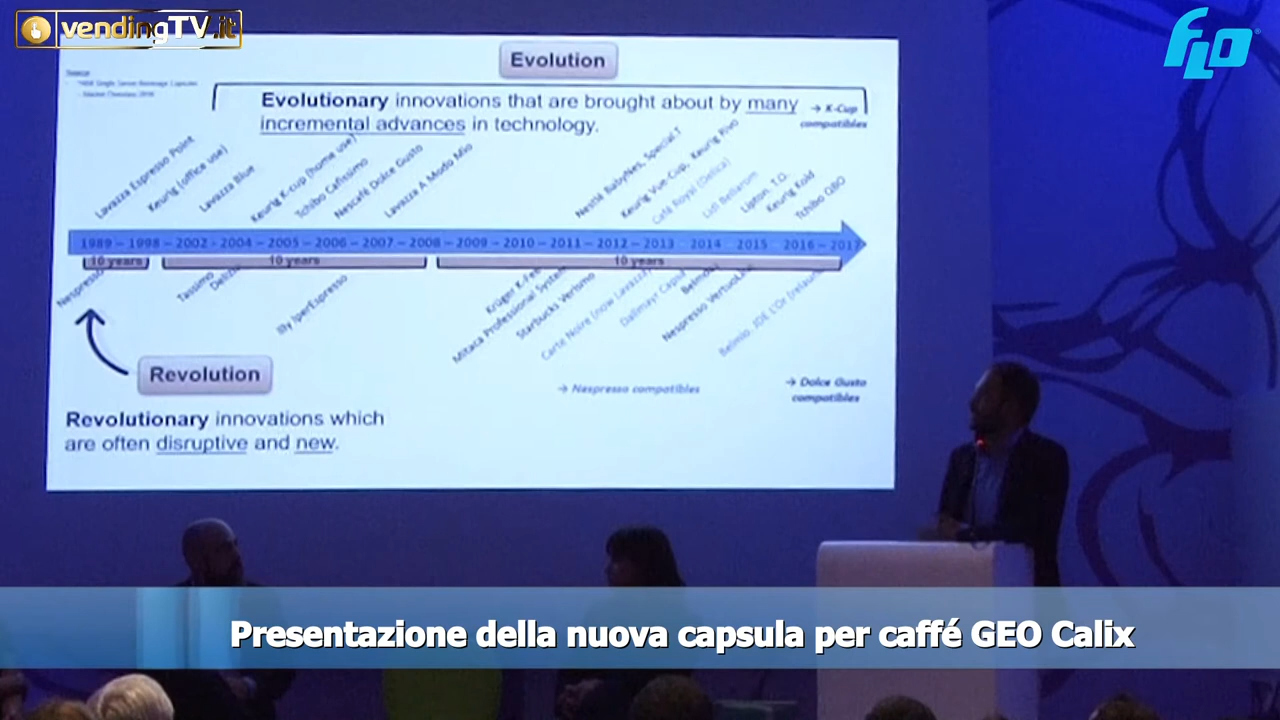 vendingTV.it
FLO
Evolution
Source
Evolutionary innovations that are brought about by many
incremental advances in technology.
→ K-Cup
compatibles
Lavazza Espresso Point
Keurig (office use)
Lavazza Blue
Keurig K-cup (home use)
Tchibo Cafissimo
Nescafé Dolce Gusto
Lavazza A Modo Mio
Nestlé BabyNes, Special.T
Keurig Vue-Cup, Keurig Rivo
Café Royal (Delica)
Lidl Bellarom
Lipton. T.O.
Keurig Kold
Tchibo QBO
1989 – 1998 – 2002 – 2004 – 2005 – 2006 – 2007 – 2008 – 2009 – 2010 – 2011 – 2012 – 2013 – 2014 – 2015 – 2016 – 2017
10 years
10 years
10 years
Nespresso
Tassimo
Delizio
Illy IperEspresso
Krüger K-Fee
Mitaca Professional System
Starbucks Verismo
Carte Noire (now Lavazza)
Dallmayr Capsa
Belmoca
Nespresso VertuoLine
Belmio, JDE L'Or
→ Nespresso compatibles
→ Dolce Gusto
compatibles
Revolution
Revolutionary innovations which
are often disruptive and new.
Presentazione della nuova capsula per caffé GEO Calix